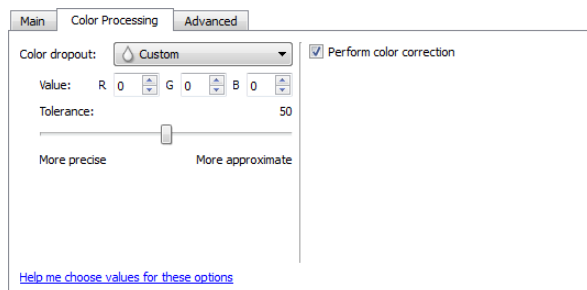 Main Color Processing Advanced
Color dropout: Custom Perform color correction
Value: R 0 G 0 B 0
Tolerance: 50
More precise More approximate
Help me choose values for these options